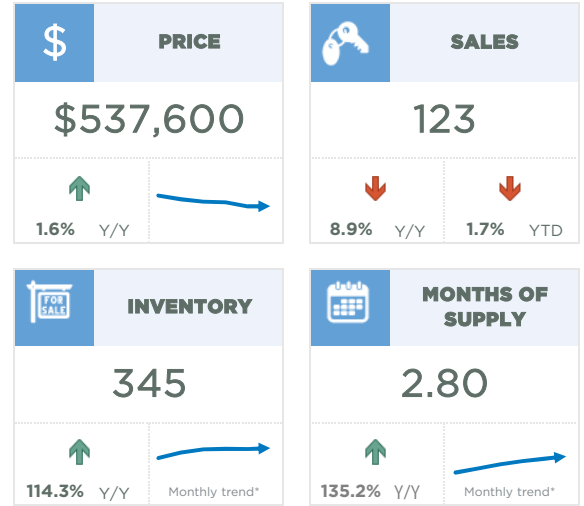 $
PRICE
$537,600
1.6% Y/Y
SALES
123
8.9% Y/Y
1.7% YTD
FOR
SALE
INVENTORY
345
114.3% Y/Y
Monthly trend*
MONTHS OF
SUPPLY
2.80
135.2% Y/Y
Monthly trend*